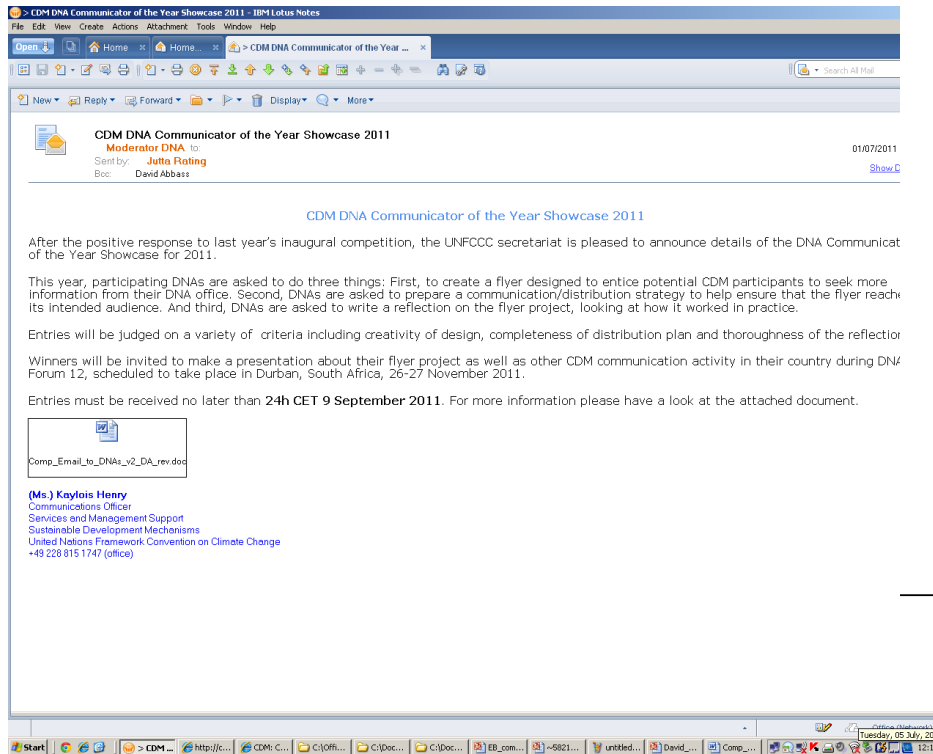 > CDM DNA Communicator of the Year Showcase 2011 - IBM Lotus Notes
File Edit View Create Actions Attachment Tools Window Help
Open Home × Home... × > CDM DNA Communicator of the Year ... ×
Search All Mail
New Reply Forward Display More
CDM DNA Communicator of the Year Showcase 2011
Moderator DNA to:
01/07/2011
Sent by: Jutta Rating
Show D
Bcc: David Abbass
CDM DNA Communicator of the Year Showcase 2011
After the positive response to last year's inaugural competition, the UNFCCC secretariat is pleased to announce details of the DNA Communicat
of the Year Showcase for 2011.
This year, participating DNAs are asked to do three things: First, to create a flyer designed to entice potential CDM participants to seek more
information from their DNA office. Second, DNAs are asked to prepare a communication/distribution strategy to help ensure that the flyer reache
its intended audience. And third, DNAs are asked to write a reflection on the flyer project, looking at how it worked in practice.
Entries will be judged on a variety of criteria including creativity of design, completeness of distribution plan and thoroughness of the reflection
Winners will be invited to make a presentation about their flyer project as well as other CDM communication activity in their country during DNA
Forum 12, scheduled to take place in Durban, South Africa, 26-27 November 2011.
Entries must be received no later than 24h CET 9 September 2011. For more information please have a look at the attached document.
Comp_Email_to_DNAs_v2_DA_rev.doc
(Ms.) Kaylois Henry
Communications Officer
Services and Management Support
Sustainable Development Mechanisms
United Nations Framework Convention on Climate Change
+49 228 815 1747 (office)
Office (Network)
Tuesday, 05 July, 20
Start > CDM ... http://c... CDM: C... C:\Offi... C:\Doc... C:\Doc... EB_com... ~5821... untitled... David_... Comp_... 12:1